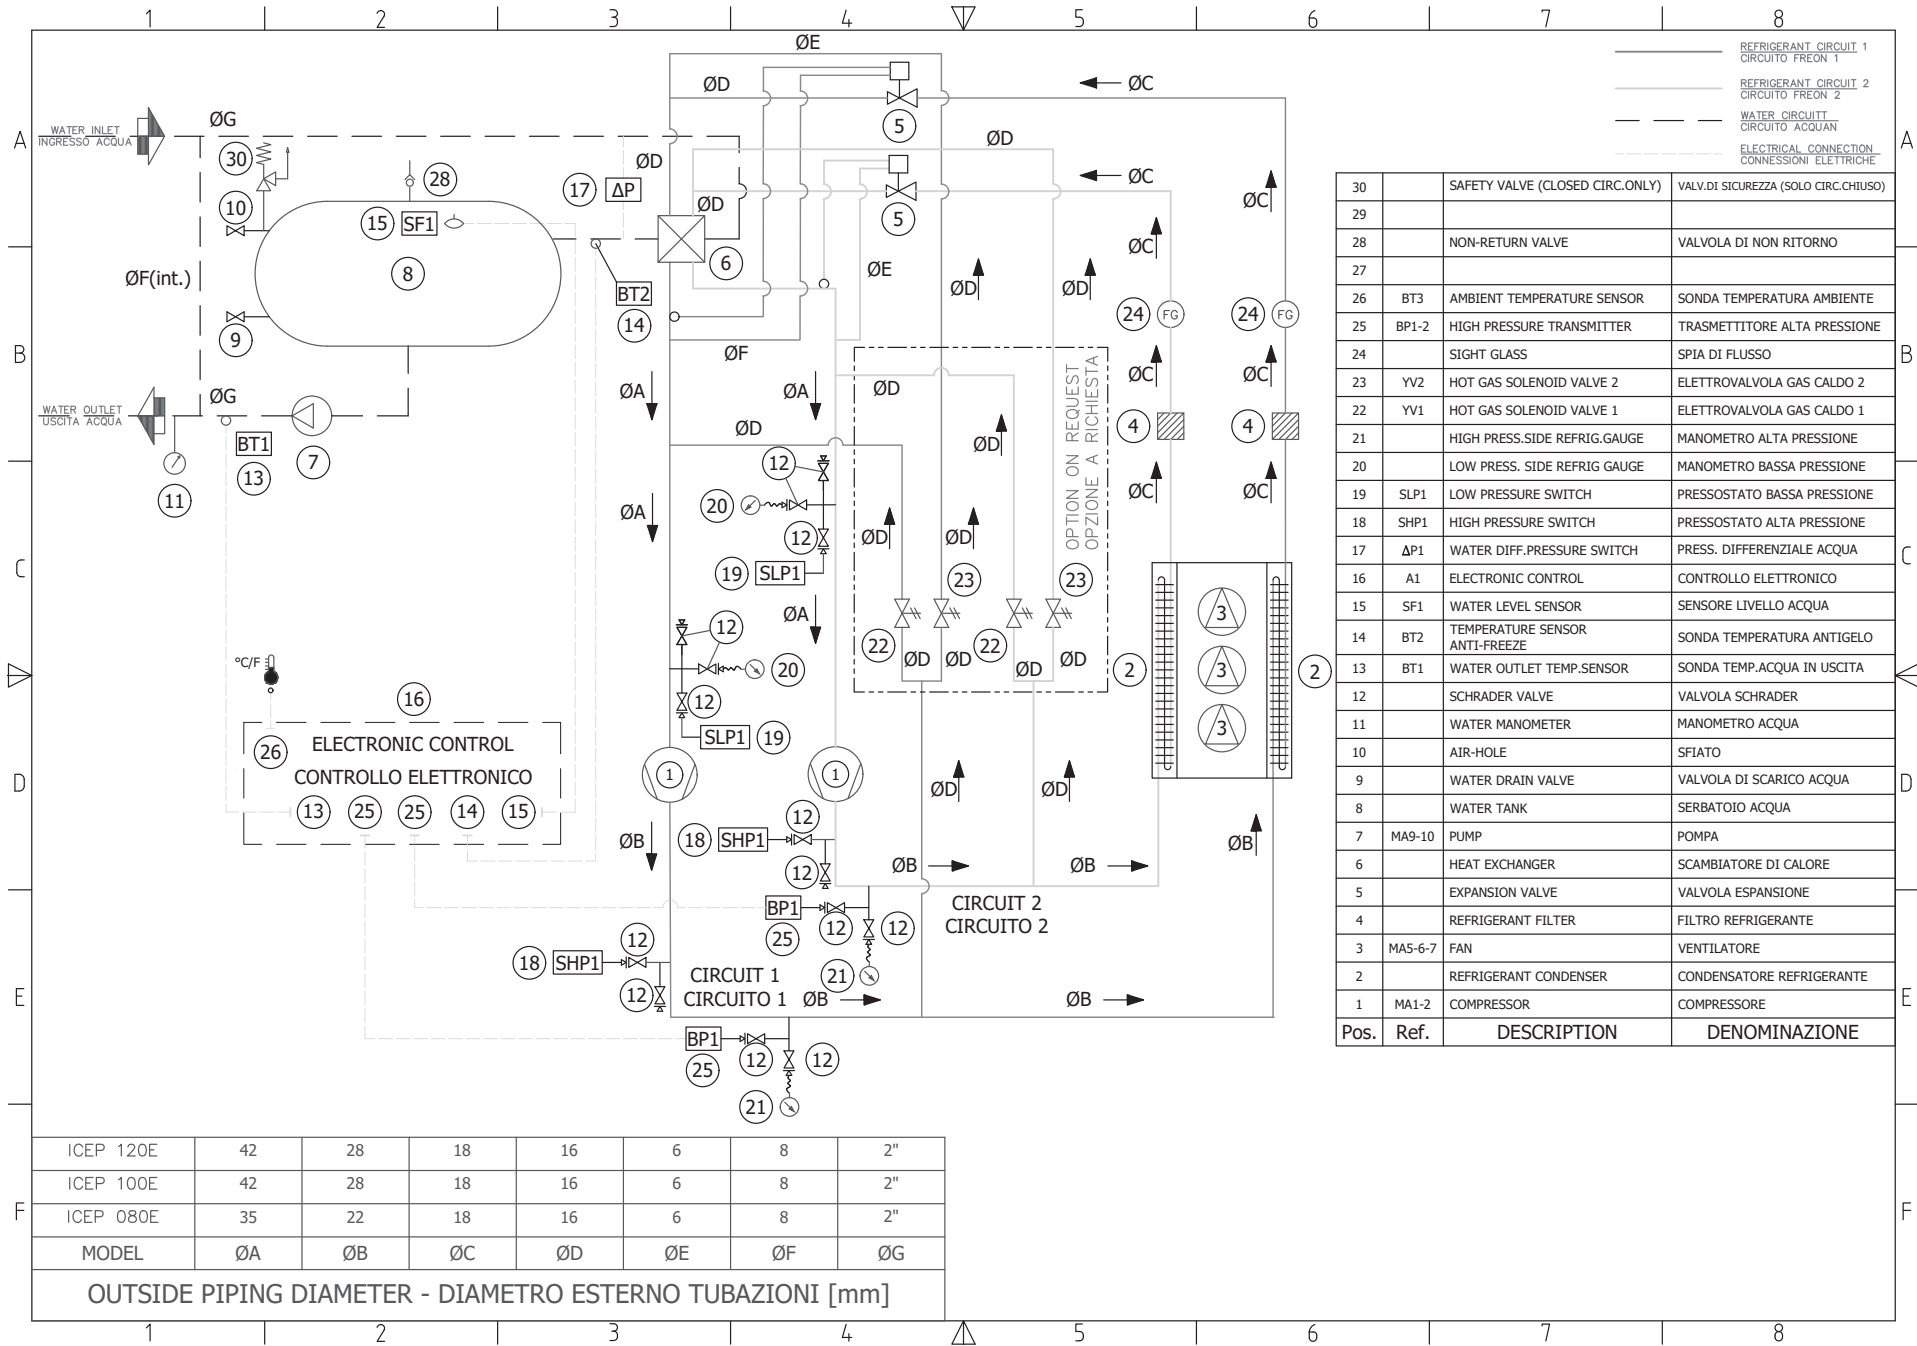 1 2 3 4 5 6 7 8
REFRIGERANT CIRCUIT 1
CIRCUITO FREON 1
REFRIGERANT CIRCUIT 2
CIRCUITO FREON 2
WATER CIRCUITT
CIRCUITO ACQUAN
ELECTRICAL CONNECTION
CONNESSIONI ELETTRICHE
A A
B B
C C
D D
E E
F F
WATER INLET
INGRESSO ACQUA
ØG
30
10
28
15 SF1
8
ØF(int.)
9
WATER OUTLET
USCITA ACQUA
ØG
11
BT1
13
7
17 ΔP
ØD
ØD
ØD
6
BT2
14
ØE
ØD
5
ØC
ØD
ØC
5
ØE
ØF
ØD
ØD
ØC
ØC
24 FG
24 FG
ØA
ØA
ØD
ØD
ØD
OPTION ON REQUEST
OPZIONE A RICHIESTA
ØC
ØC
4
4
ØC
ØC
12
20
12
19 SLP1
ØA
ØA
ØD
ØD
23
23
22
22
ØD ØD ØD ØD
12
20
12
SLP1 19
2
3
3
3
2
°C/F
16
26
ELECTRONIC CONTROL
CONTROLLO ELETTRONICO
13 25 25 14 15
1
1
ØD
ØD
ØB
ØB
18 SHP1
12
12
ØB
ØB
BP1
25
12
12
21
CIRCUIT 2
CIRCUITO 2
18 SHP1
12
12
CIRCUIT 1
CIRCUITO 1
ØB
ØB
BP1
25
12
12
21
30 SAFETY VALVE (CLOSED CIRC.ONLY) VALV.DI SICUREZZA (SOLO CIRC.CHIUSO)
29
28 NON-RETURN VALVE VALVOLA DI NON RITORNO
27
26 BT3 AMBIENT TEMPERATURE SENSOR SONDA TEMPERATURA AMBIENTE
25 BP1-2 HIGH PRESSURE TRANSMITTER TRASMETTITORE ALTA PRESSIONE
24 SIGHT GLASS SPIA DI FLUSSO
23 YV2 HOT GAS SOLENOID VALVE 2 ELETTROVALVOLA GAS CALDO 2
22 YV1 HOT GAS SOLENOID VALVE 1 ELETTROVALVOLA GAS CALDO 1
21 HIGH PRESS.SIDE REFRIG.GAUGE MANOMETRO ALTA PRESSIONE
20 LOW PRESS. SIDE REFRIG GAUGE MANOMETRO BASSA PRESSIONE
19 SLP1 LOW PRESSURE SWITCH PRESSOSTATO BASSA PRESSIONE
18 SHP1 HIGH PRESSURE SWITCH PRESSOSTATO ALTA PRESSIONE
17 ΔP1 WATER DIFF.PRESSURE SWITCH PRESS. DIFFERENZIALE ACQUA
16 A1 ELECTRONIC CONTROL CONTROLLO ELETTRONICO
15 SF1 WATER LEVEL SENSOR SENSORE LIVELLO ACQUA
14 BT2 TEMPERATURE SENSOR ANTI-FREEZE SONDA TEMPERATURA ANTIGELO
13 BT1 WATER OUTLET TEMP.SENSOR SONDA TEMP.ACQUA IN USCITA
12 SCHRADER VALVE VALVOLA SCHRADER
11 WATER MANOMETER MANOMETRO ACQUA
10 AIR-HOLE SFIATO
9 WATER DRAIN VALVE VALVOLA DI SCARICO ACQUA
8 WATER TANK SERBATOIO ACQUA
7 MA9-10 PUMP POMPA
6 HEAT EXCHANGER SCAMBIATORE DI CALORE
5 EXPANSION VALVE VALVOLA ESPANSIONE
4 REFRIGERANT FILTER FILTRO REFRIGERANTE
3 MA5-6-7 FAN VENTILATORE
2 REFRIGERANT CONDENSER CONDENSATORE REFRIGERANTE
1 MA1-2 COMPRESSOR COMPRESSORE
Pos. Ref. DESCRIPTION DENOMINAZIONE
ICEP 120E 42 28 18 16 6 8 2"
ICEP 100E 42 28 18 16 6 8 2"
ICEP 080E 35 22 18 16 6 8 2"
MODEL ØA ØB ØC ØD ØE ØF ØG
OUTSIDE PIPING DIAMETER - DIAMETRO ESTERNO TUBAZIONI [mm]
1 2 3 4 5 6 7 8